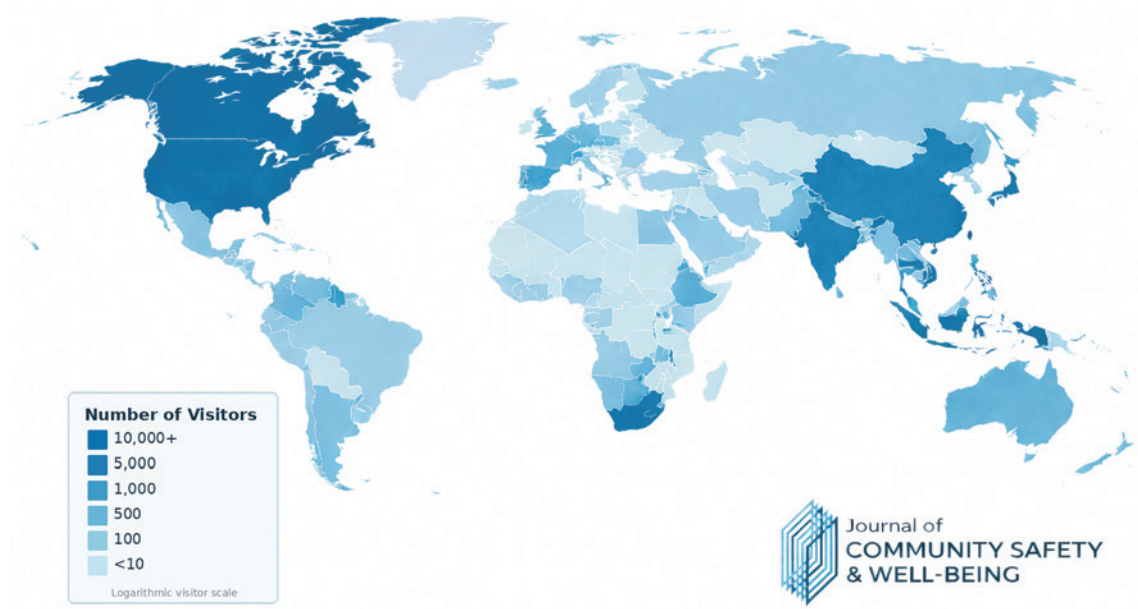 Number of Visitors
10,000+
5,000
1,000
500
100
<10
Logarithmic visitor scale
Journal of
COMMUNITY SAFETY
& WELL-BEING